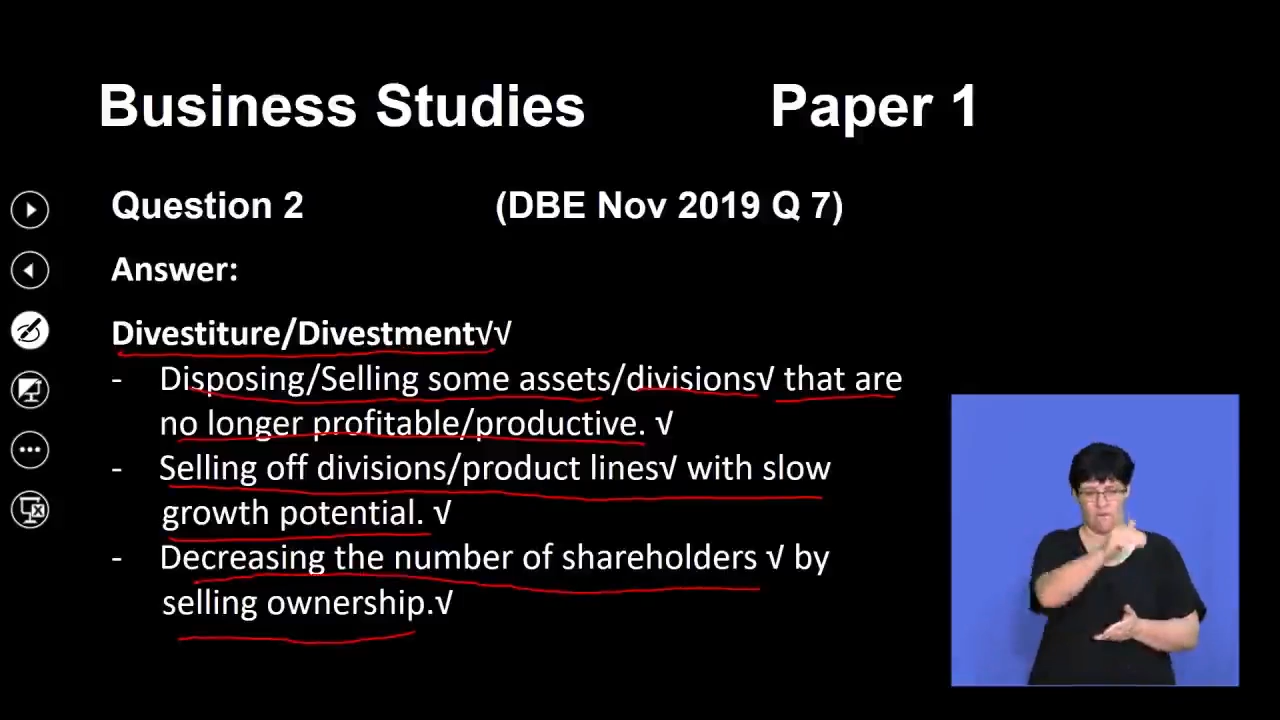 Business Studies Paper 1
Question 2 (DBE Nov 2019 Q 7)
Answer:
Divestiture/Divestment√√
- Disposing/Selling some assets/divisions√ that are
no longer profitable/productive. √
- Selling off divisions/product lines√ with slow
growth potential. √
- Decreasing the number of shareholders √ by
selling ownership.√